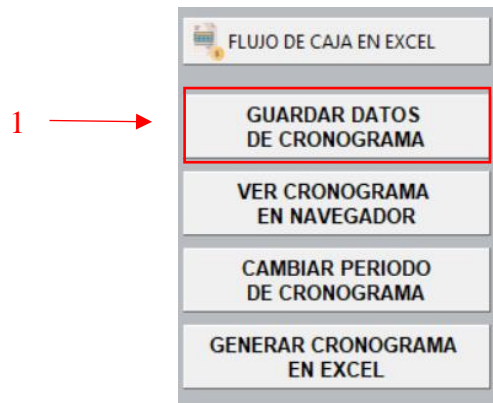 FLUJO DE CAJA EN EXCEL
1
GUARDAR DATOS
DE CRONOGRAMA
VER CRONOGRAMA
EN NAVEGADOR
CAMBIAR PERIODO
DE CRONOGRAMA
GENERAR CRONOGRAMA
EN EXCEL